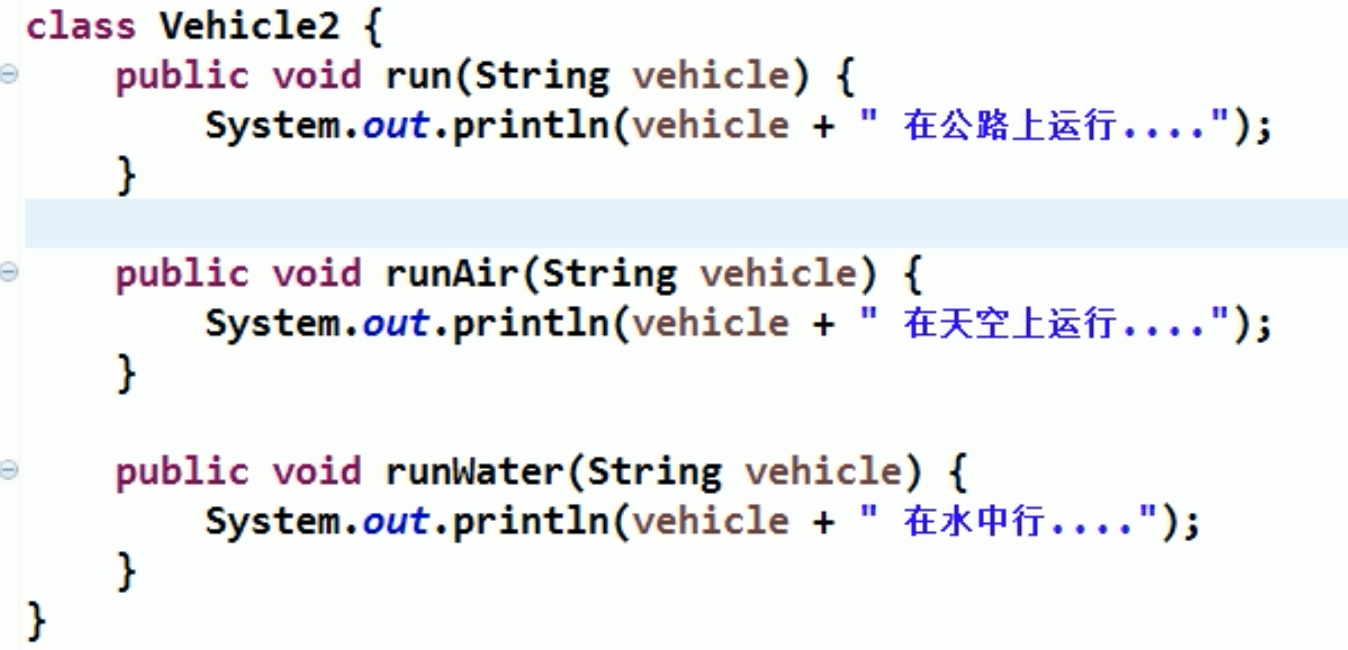 class Vehicle2 {
    public void run(String vehicle) {
        System.out.println(vehicle + " 在公路上运行....");
    }

    public void runAir(String vehicle) {
        System.out.println(vehicle + " 在天空上运行....");
    }

    public void runWater(String vehicle) {
        System.out.println(vehicle + " 在水中行....");
    }
}